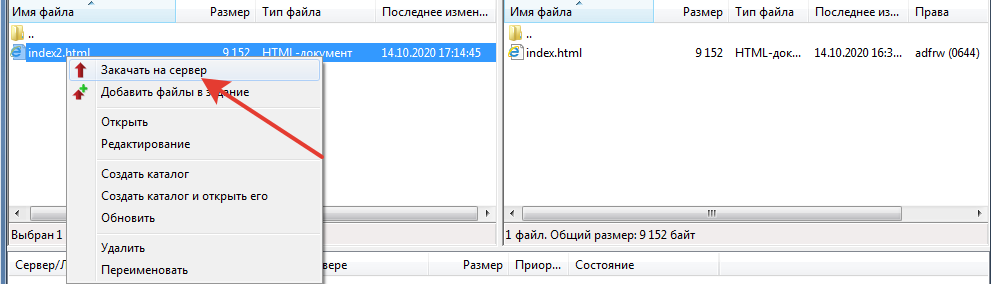 Имя файла Размер Тип файла Последнее измен... Имя файла Размер Тип файла Последнее из... Права
.. ..
index2.html 9 152 HTML-документ 14.10.2020 17:14:45 index.html 9 152 HTML-док... 14.10.2020 16:3... adfrw (0644)
Закачать на сервер
Добавить файлы в задание
Открыть
Редактирование
Создать каталог
Создать каталог и открыть его
Обновить
Выбран 1 1 файл. Общий размер: 9 152 байт
Удалить
Сервер/Л вере Размер Приор... Состояние
Переименовать